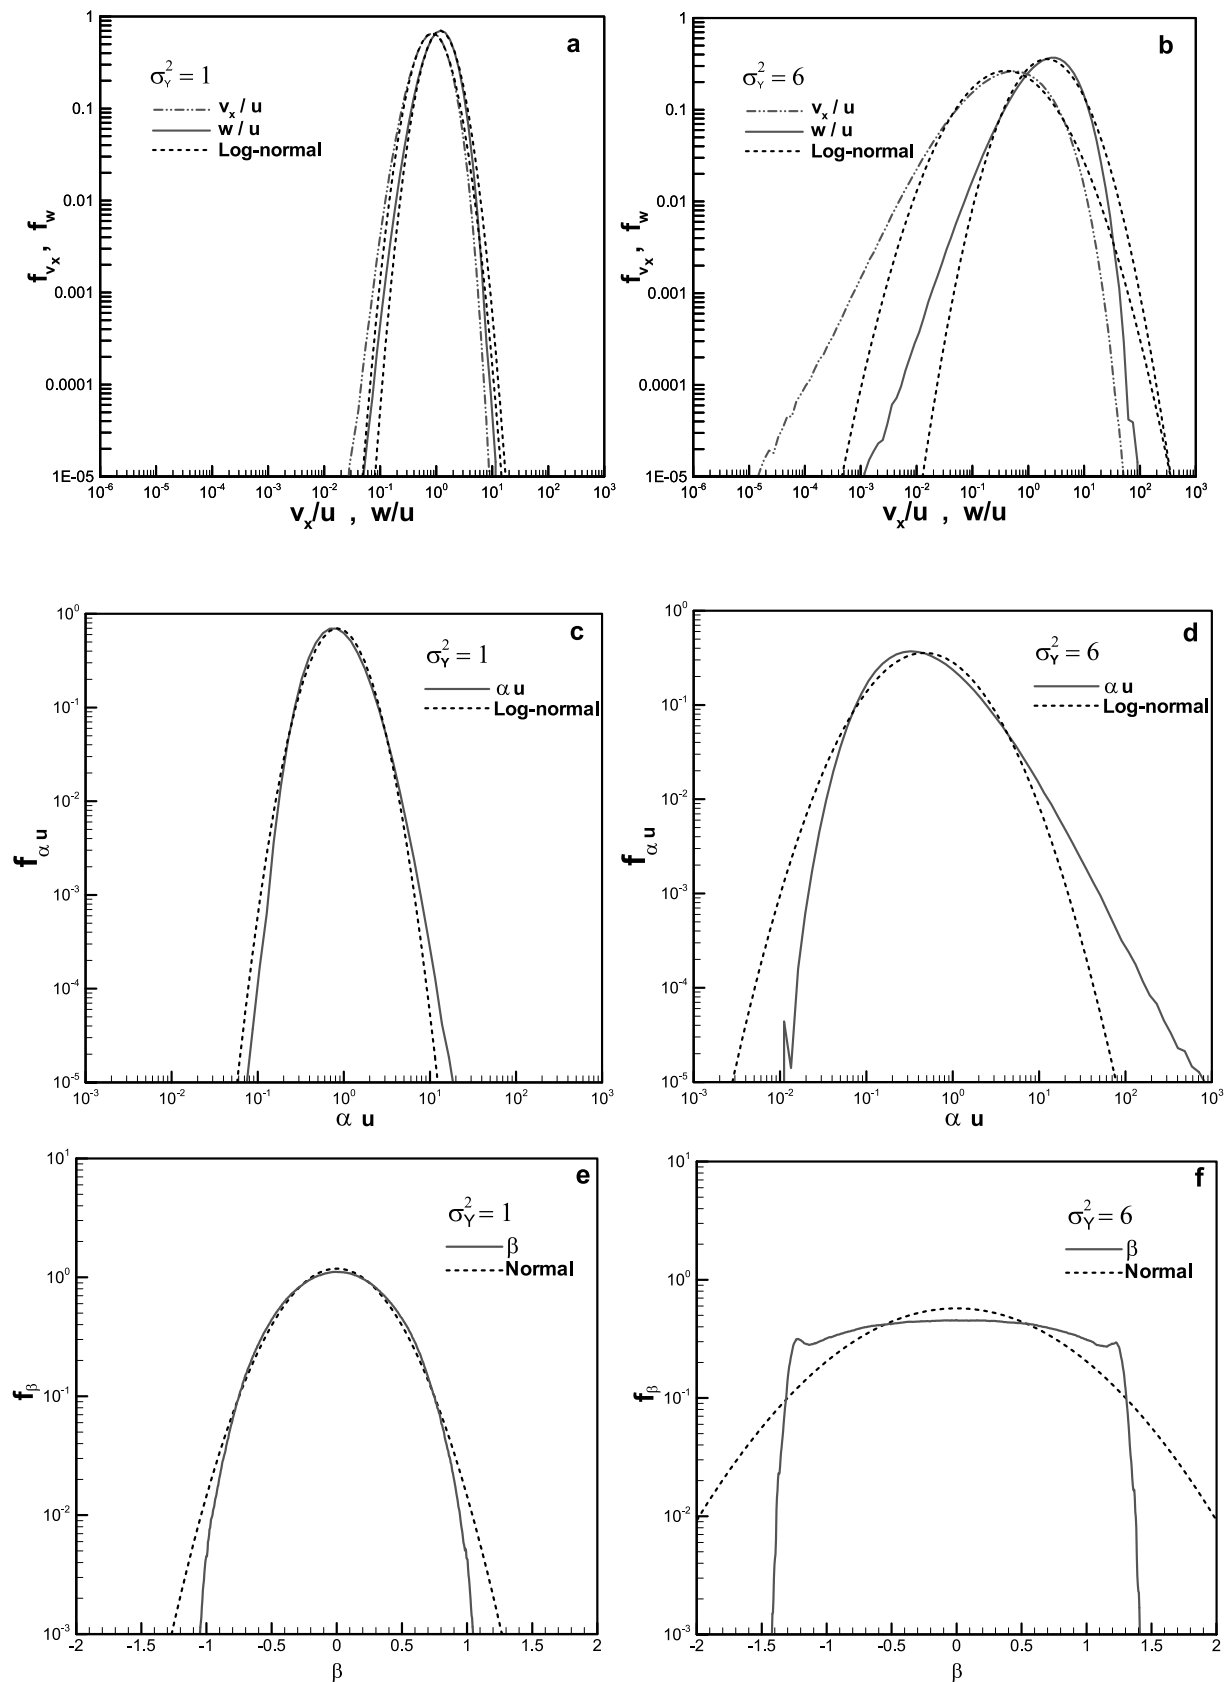 a
σ_Y^2 = 1
v_x / u
w / u
Log-normal
1
0.1
0.01
0.001
0.0001
1E-05
f_{v_x} , f_w
10^-6 10^-5 10^-4 10^-3 10^-2 10^-1 10^0 10^1 10^2 10^3
v_x/u , w/u
b
σ_Y^2 = 6
v_x / u
w / u
Log-normal
1
0.1
0.01
0.001
0.0001
1E-05
f_{v_x} , f_w
10^-6 10^-5 10^-4 10^-3 10^-2 10^-1 10^0 10^1 10^2 10^3
v_x/u , w/u
c
σ_Y^2 = 1
α u
Log-normal
10^0
10^-1
10^-2
10^-3
10^-4
10^-5
f_{α u}
10^-3 10^-2 10^-1 10^0 10^1 10^2 10^3
α u
d
σ_Y^2 = 6
α u
Log-normal
10^0
10^-1
10^-2
10^-3
10^-4
10^-5
f_{α u}
10^-3 10^-2 10^-1 10^0 10^1 10^2 10^3
α u
e
σ_Y^2 = 1
β
Normal
10^1
10^0
10^-1
10^-2
10^-3
f_β
-2 -1.5 -1 -0.5 0 0.5 1 1.5 2
β
f
σ_Y^2 = 6
β
Normal
10^1
10^0
10^-1
10^-2
10^-3
f_β
-2 -1.5 -1 -0.5 0 0.5 1 1.5 2
β